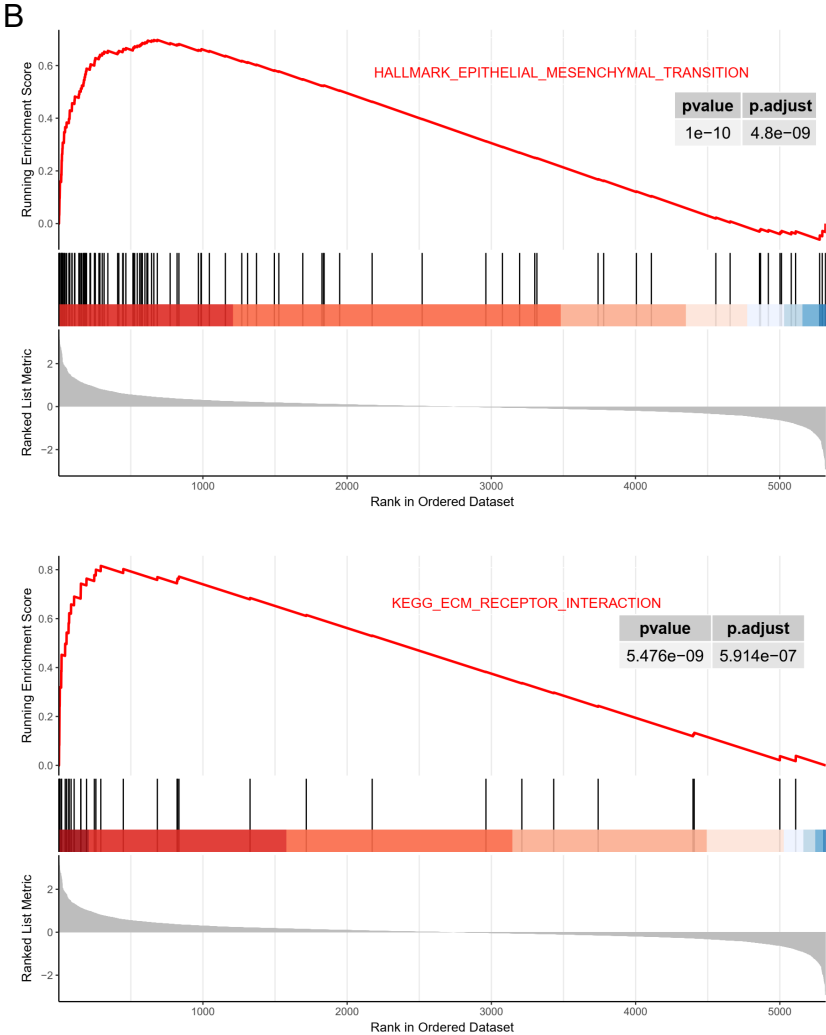 B
Running Enrichment Score
0.6
0.4
0.2
0.0
HALLMARK_EPITHELIAL_MESENCHYMAL_TRANSITION
pvalue p.adjust
1e−10 4.8e−09
Ranked List Metric
2
0
−2
1000 2000 3000 4000 5000
Rank in Ordered Dataset
Running Enrichment Score
0.8
0.6
0.4
0.2
0.0
KEGG_ECM_RECEPTOR_INTERACTION
pvalue p.adjust
5.476e−09 5.914e−07
Ranked List Metric
2
0
−2
1000 2000 3000 4000 5000
Rank in Ordered Dataset